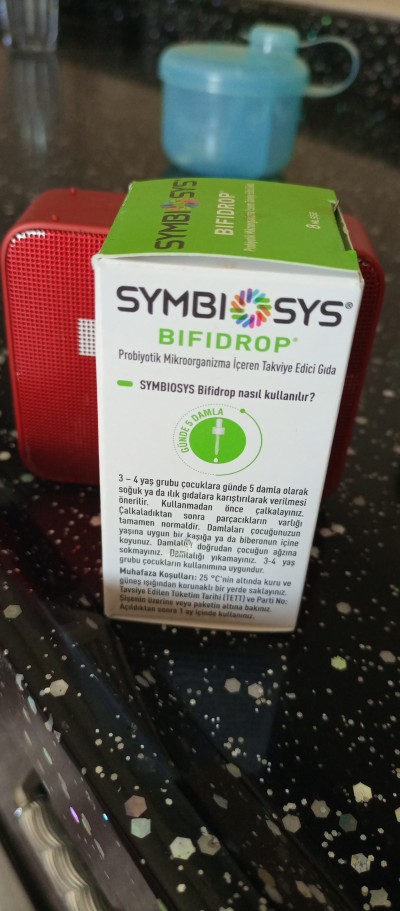 SYMBIOSYS
BIFIDROP®
8 mL/30E
SYMBIOSYS®
BIFIDROP®
Probiyotik Mikroorganizma İçeren Takviye Edici Gıda
SYMBIOSYS Bifidrop nasıl kullanılır?
GÜNDE 5 DAMLA
3 – 4 yaş grubu çocuklara günde 5 damla olarak
soğuk ya da ılık gıdalara karıştırılarak verilmesi
önerilir. Kullanmadan önce çalkalayınız.
Çalkaladıktan sonra parçacıkların varlığı
tamamen normaldir. Damlaları çocuğunuzun
yaşına uygun bir kaşığa ya da biberonun içine
koyunuz. Damlalığı doğrudan çocuğun ağzına
sokmayınız. Damlalığı yıkamayınız. 3-4 yaş
grubu çocukların kullanımına uygundur.
Muhafaza Koşulları: 25 °C'nin altında kuru ve
güneş ışığından korunaklı bir yerde saklayınız.
Tavsiye Edilen Tüketim Tarihi (TETT) ve Parti No:
Şişenin üzerine veya paketin altına bakınız.
Açıldıktan sonra 1 ay içinde kullanınız.